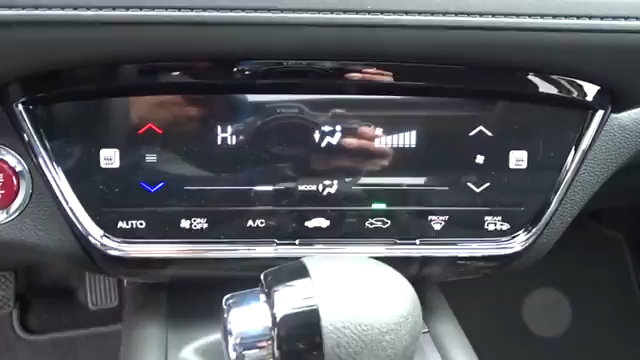 Hi
MODE
AUTO
ON/
OFF
A/C
FRONT
REAR